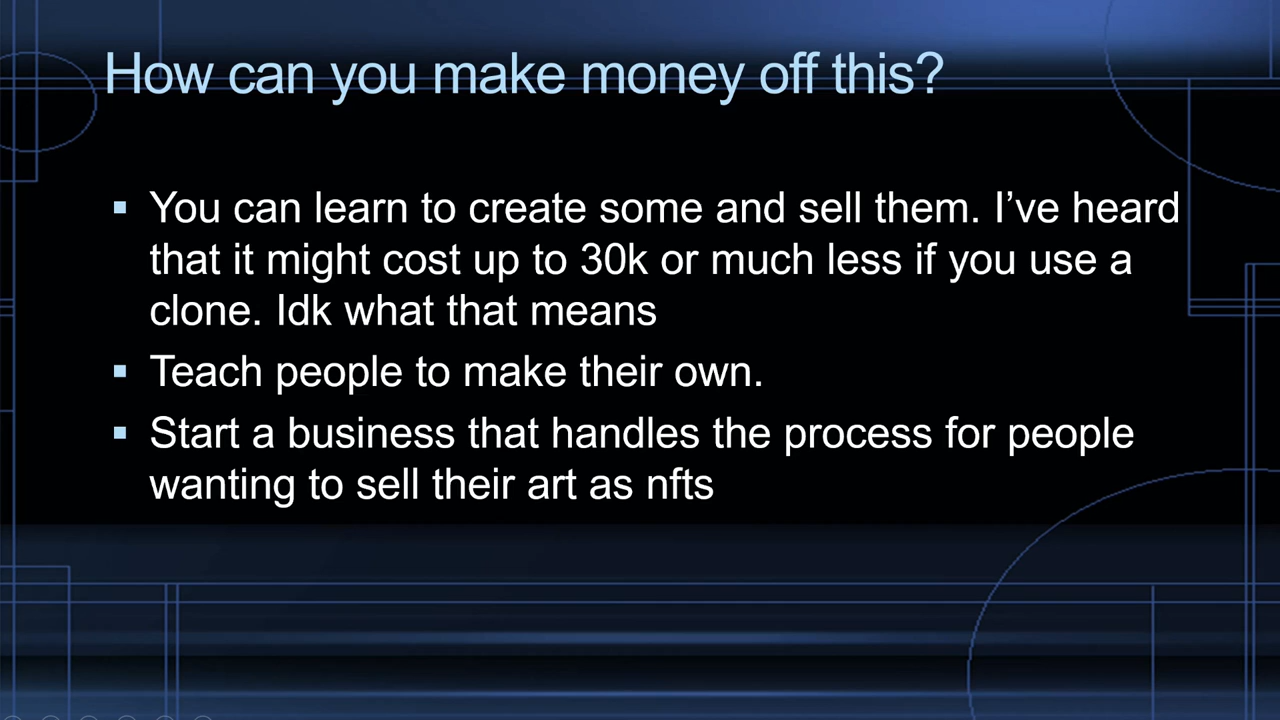 How can you make money off this?
You can learn to create some and sell them. I’ve heard
that it might cost up to 30k or much less if you use a
clone. Idk what that means
Teach people to make their own.
Start a business that handles the process for people
wanting to sell their art as nfts